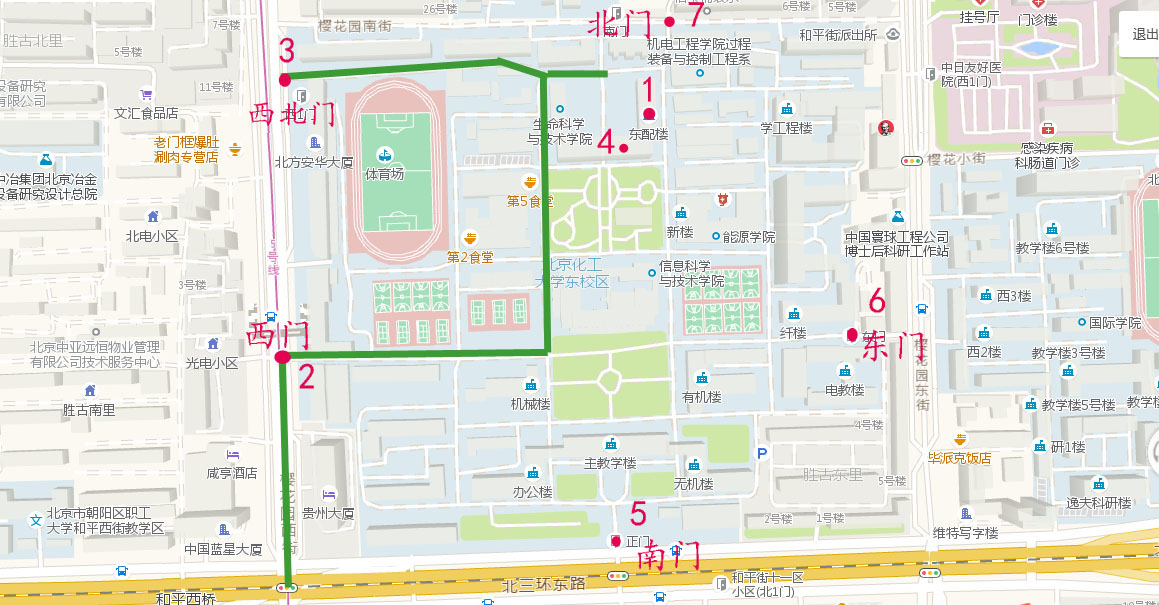 26号楼
樱花园南街
7号楼
北门
7
南门
6号楼
5号楼
挂号厅
门诊楼
退出
胜古北里
5号楼
3
机电工程学院过程
装备与控制工程系
和平街派出所
中日友好医
院(西1门)
11号楼
文汇食品店
西北门
1
生命科学
与技术学院
东配楼
学工程楼
4
老门框爆肚
涮肉专营店
北方安华大厦
体育场
樱花小街
感染疾病
科肠道门诊
中冶集团北京冶金
设备研究设计总院
第5食堂
北电小区
新楼
能源学院
中国寰球工程公司
博士后科研工作站
教学楼6号楼
5号线
第2食堂
北京化工
大学东校区
信息科学
与技术学院
3号楼
西3楼
6
西门
纤楼
东门
国际学院
北京中亚远恒物业管理
有限公司技术服务中心
光电小区
2
西2楼
教学楼3号楼
樱花园东街
胜古南里
机械楼
有机楼
电教楼
教学楼5号楼
4号楼
主教学楼
P
研1楼
毕派克饭店
咸亨酒店
办公楼
无机楼
胜古东里
5号楼
逸夫科研楼
樱花园西街
贵州大厦
北京市朝阳区职工
大学和平西街教学区
5
2号楼
1号楼
维特写字楼
中国蓝星大厦
正门
南门
北三环东路
和平街十一区
小区(北1门)
和平西桥